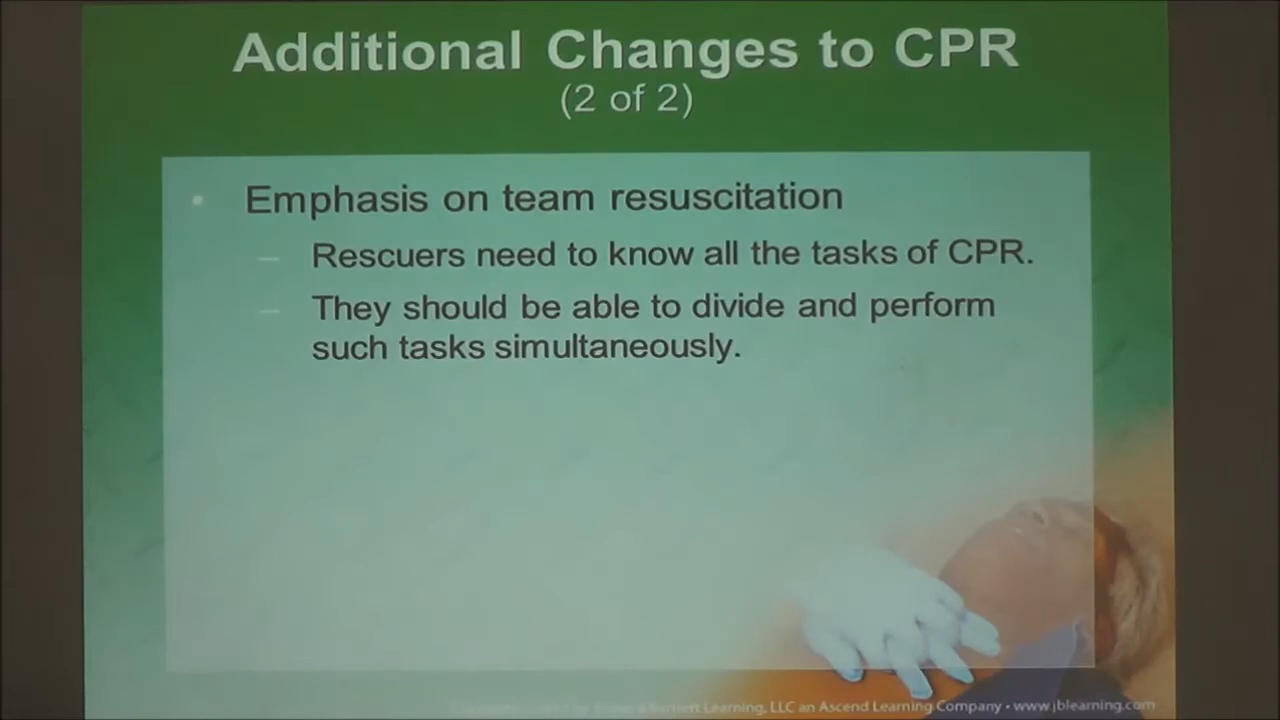 Additional Changes to CPR
(2 of 2)
• Emphasis on team resuscitation
– Rescuers need to know all the tasks of CPR.
– They should be able to divide and perform
such tasks simultaneously.
Learning, LLC an Ascend Learning Company • www.jblearning.com